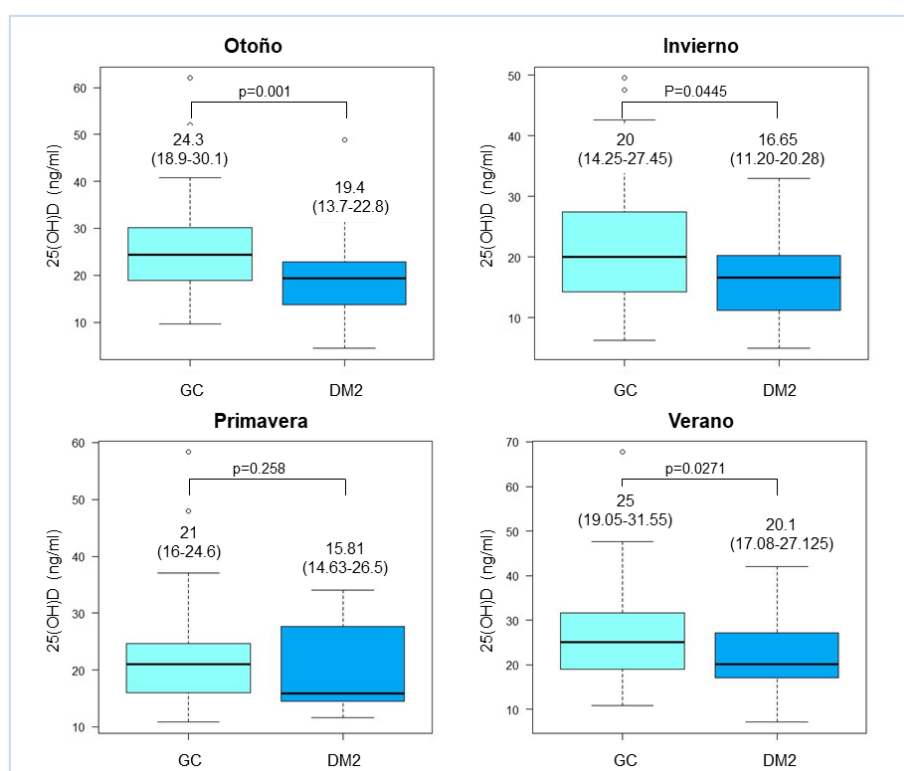 Otoño
60
50
40
30
20
10
25(OH)D (ng/ml)
p=0.001
24.3
(18.9-30.1)
19.4
(13.7-22.8)
GC DM2
Invierno
50
40
30
20
10
25(OH)D (ng/ml)
P=0.0445
20
(14.25-27.45)
16.65
(11.20-20.28)
GC DM2
Primavera
60
50
40
30
20
10
25(OH)D (ng/ml)
p=0.258
21
(16-24.6)
15.81
(14.63-26.5)
GC DM2
Verano
70
60
50
40
30
20
10
25(OH)D (ng/ml)
p=0.0271
25
(19.05-31.55)
20.1
(17.08-27.125)
GC DM2